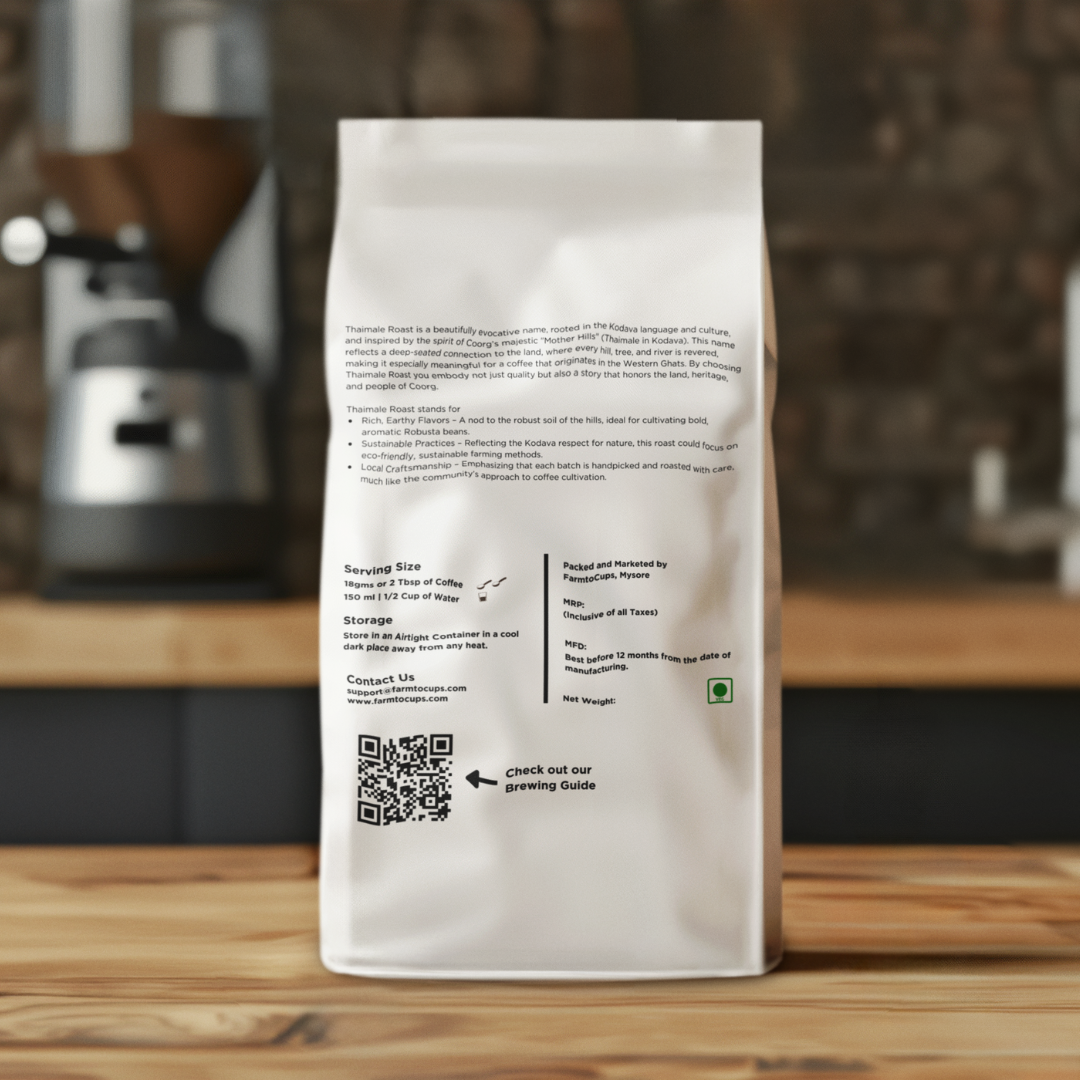 Thaimale Roast is a beautifully evocative name, rooted in the Kodava language and culture,
and inspired by the spirit of Coorg's majestic "Mother Hills" (Thaimale in Kodava). This name
reflects a deep-seated connection to the land, where every hill, tree, and river is revered,
making it especially meaningful for a coffee that originates in the Western Ghats. By choosing
Thaimale Roast you embody not just quality but also a story that honors the land, heritage,
and people of Coorg.
Thaimale Roast stands for
• Rich, Earthy Flavors – A nod to the robust soil of the hills, ideal for cultivating bold,
aromatic Robusta beans.
• Sustainable Practices – Reflecting the Kodava respect for nature, this roast could focus on
eco-friendly, sustainable farming methods.
• Local Craftsmanship – Emphasizing that each batch is handpicked and roasted with care,
much like the community's approach to coffee cultivation.
Serving Size
18gms or 2 Tbsp of Coffee
150 ml | 1/2 Cup of Water
Storage
Store in an Airtight Container in a cool
dark place away from any heat.
Contact Us
support@farmtocups.com
www.farmtocups.com
Packed and Marketed by
FarmtoCups, Mysore
MRP:
(Inclusive of all Taxes)
MFD:
Best before 12 months from the date of
manufacturing.
Net Weight:
Check out our
Brewing Guide